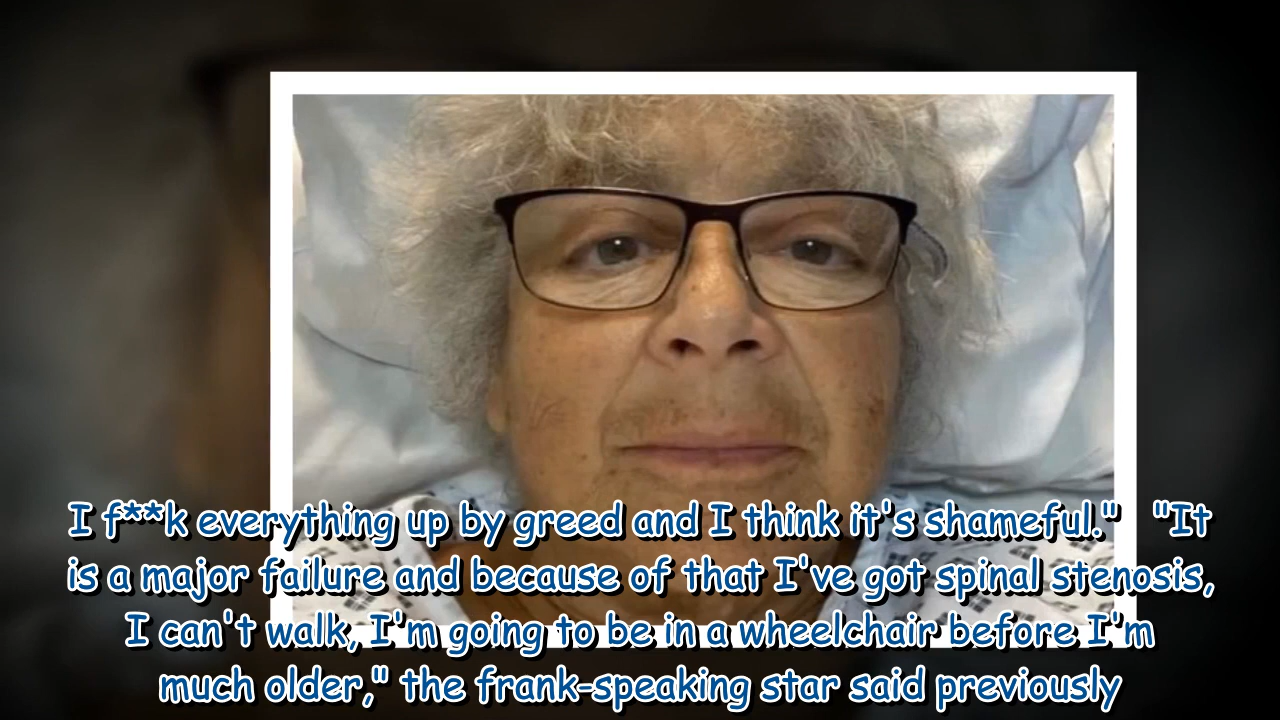 I f**k everything up by greed and I think it's shameful."   "It
is a major failure and because of that I've got spinal stenosis,
I can't walk, I'm going to be in a wheelchair before I'm
much older," the frank-speaking star said previously